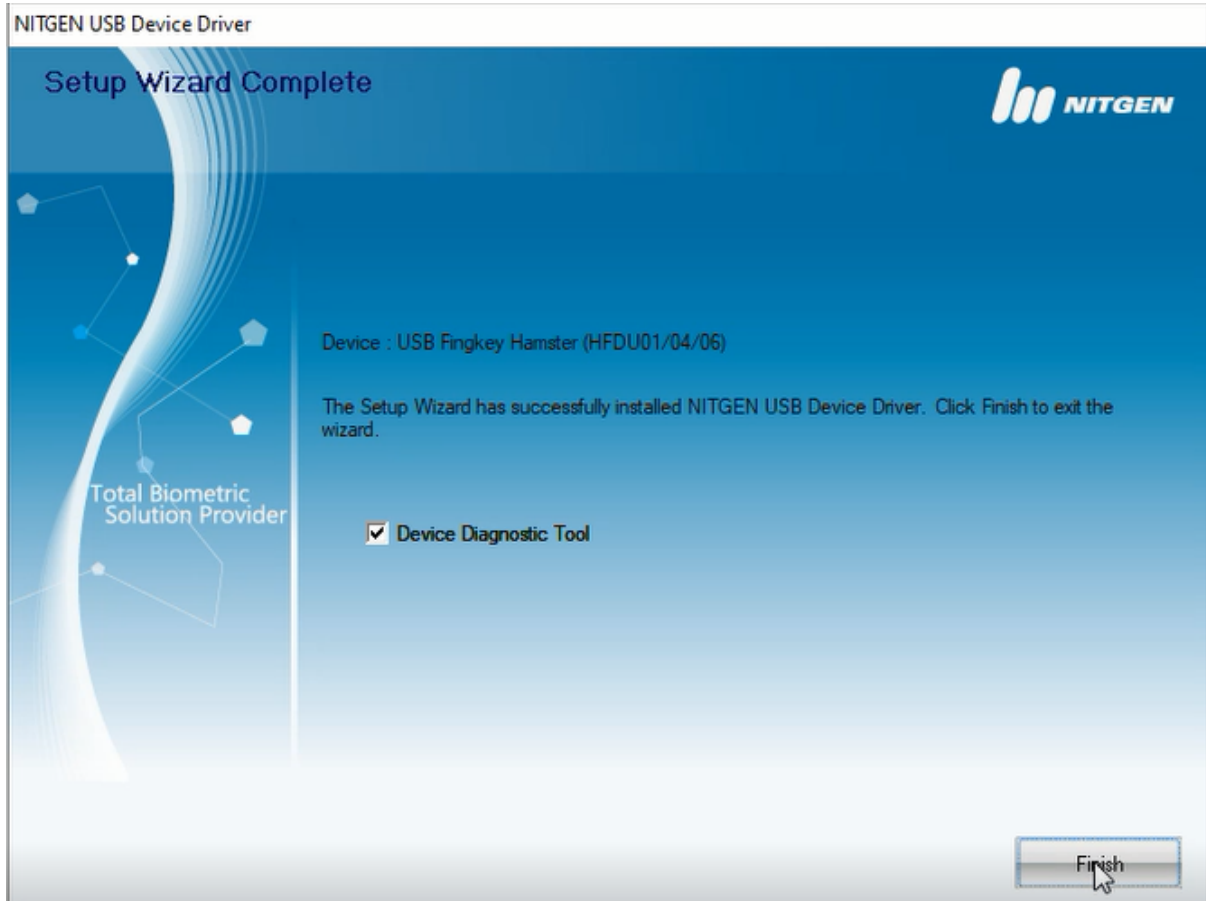 NITGEN USB Device Driver
Setup Wizard Complete
NITGEN
Device : USB Fingkey Hamster (HFDU01/04/06)
The Setup Wizard has successfully installed NITGEN USB Device Driver. Click Finish to exit the
wizard.
Total Biometric
Solution Provider
Device Diagnostic Tool
Finish